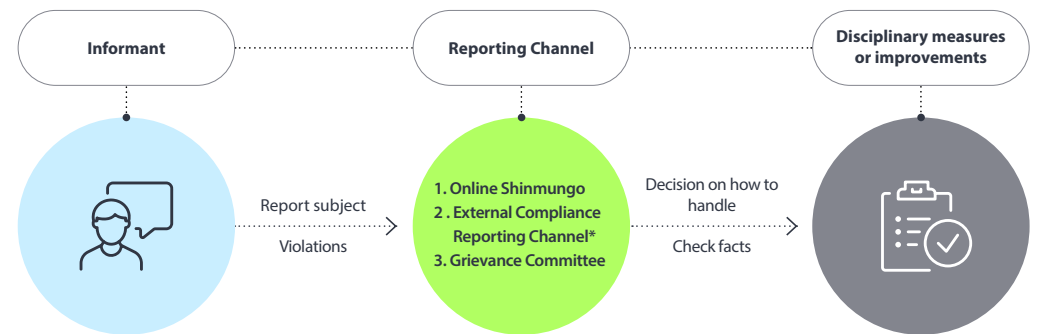 Informant
Reporting Channel
Disciplinary measures
or improvements
Report subject
Violations
1. Online Shinmungo
2 . External Compliance
Reporting Channel*
3. Grievance Committee
Decision on how to
handle
Check facts